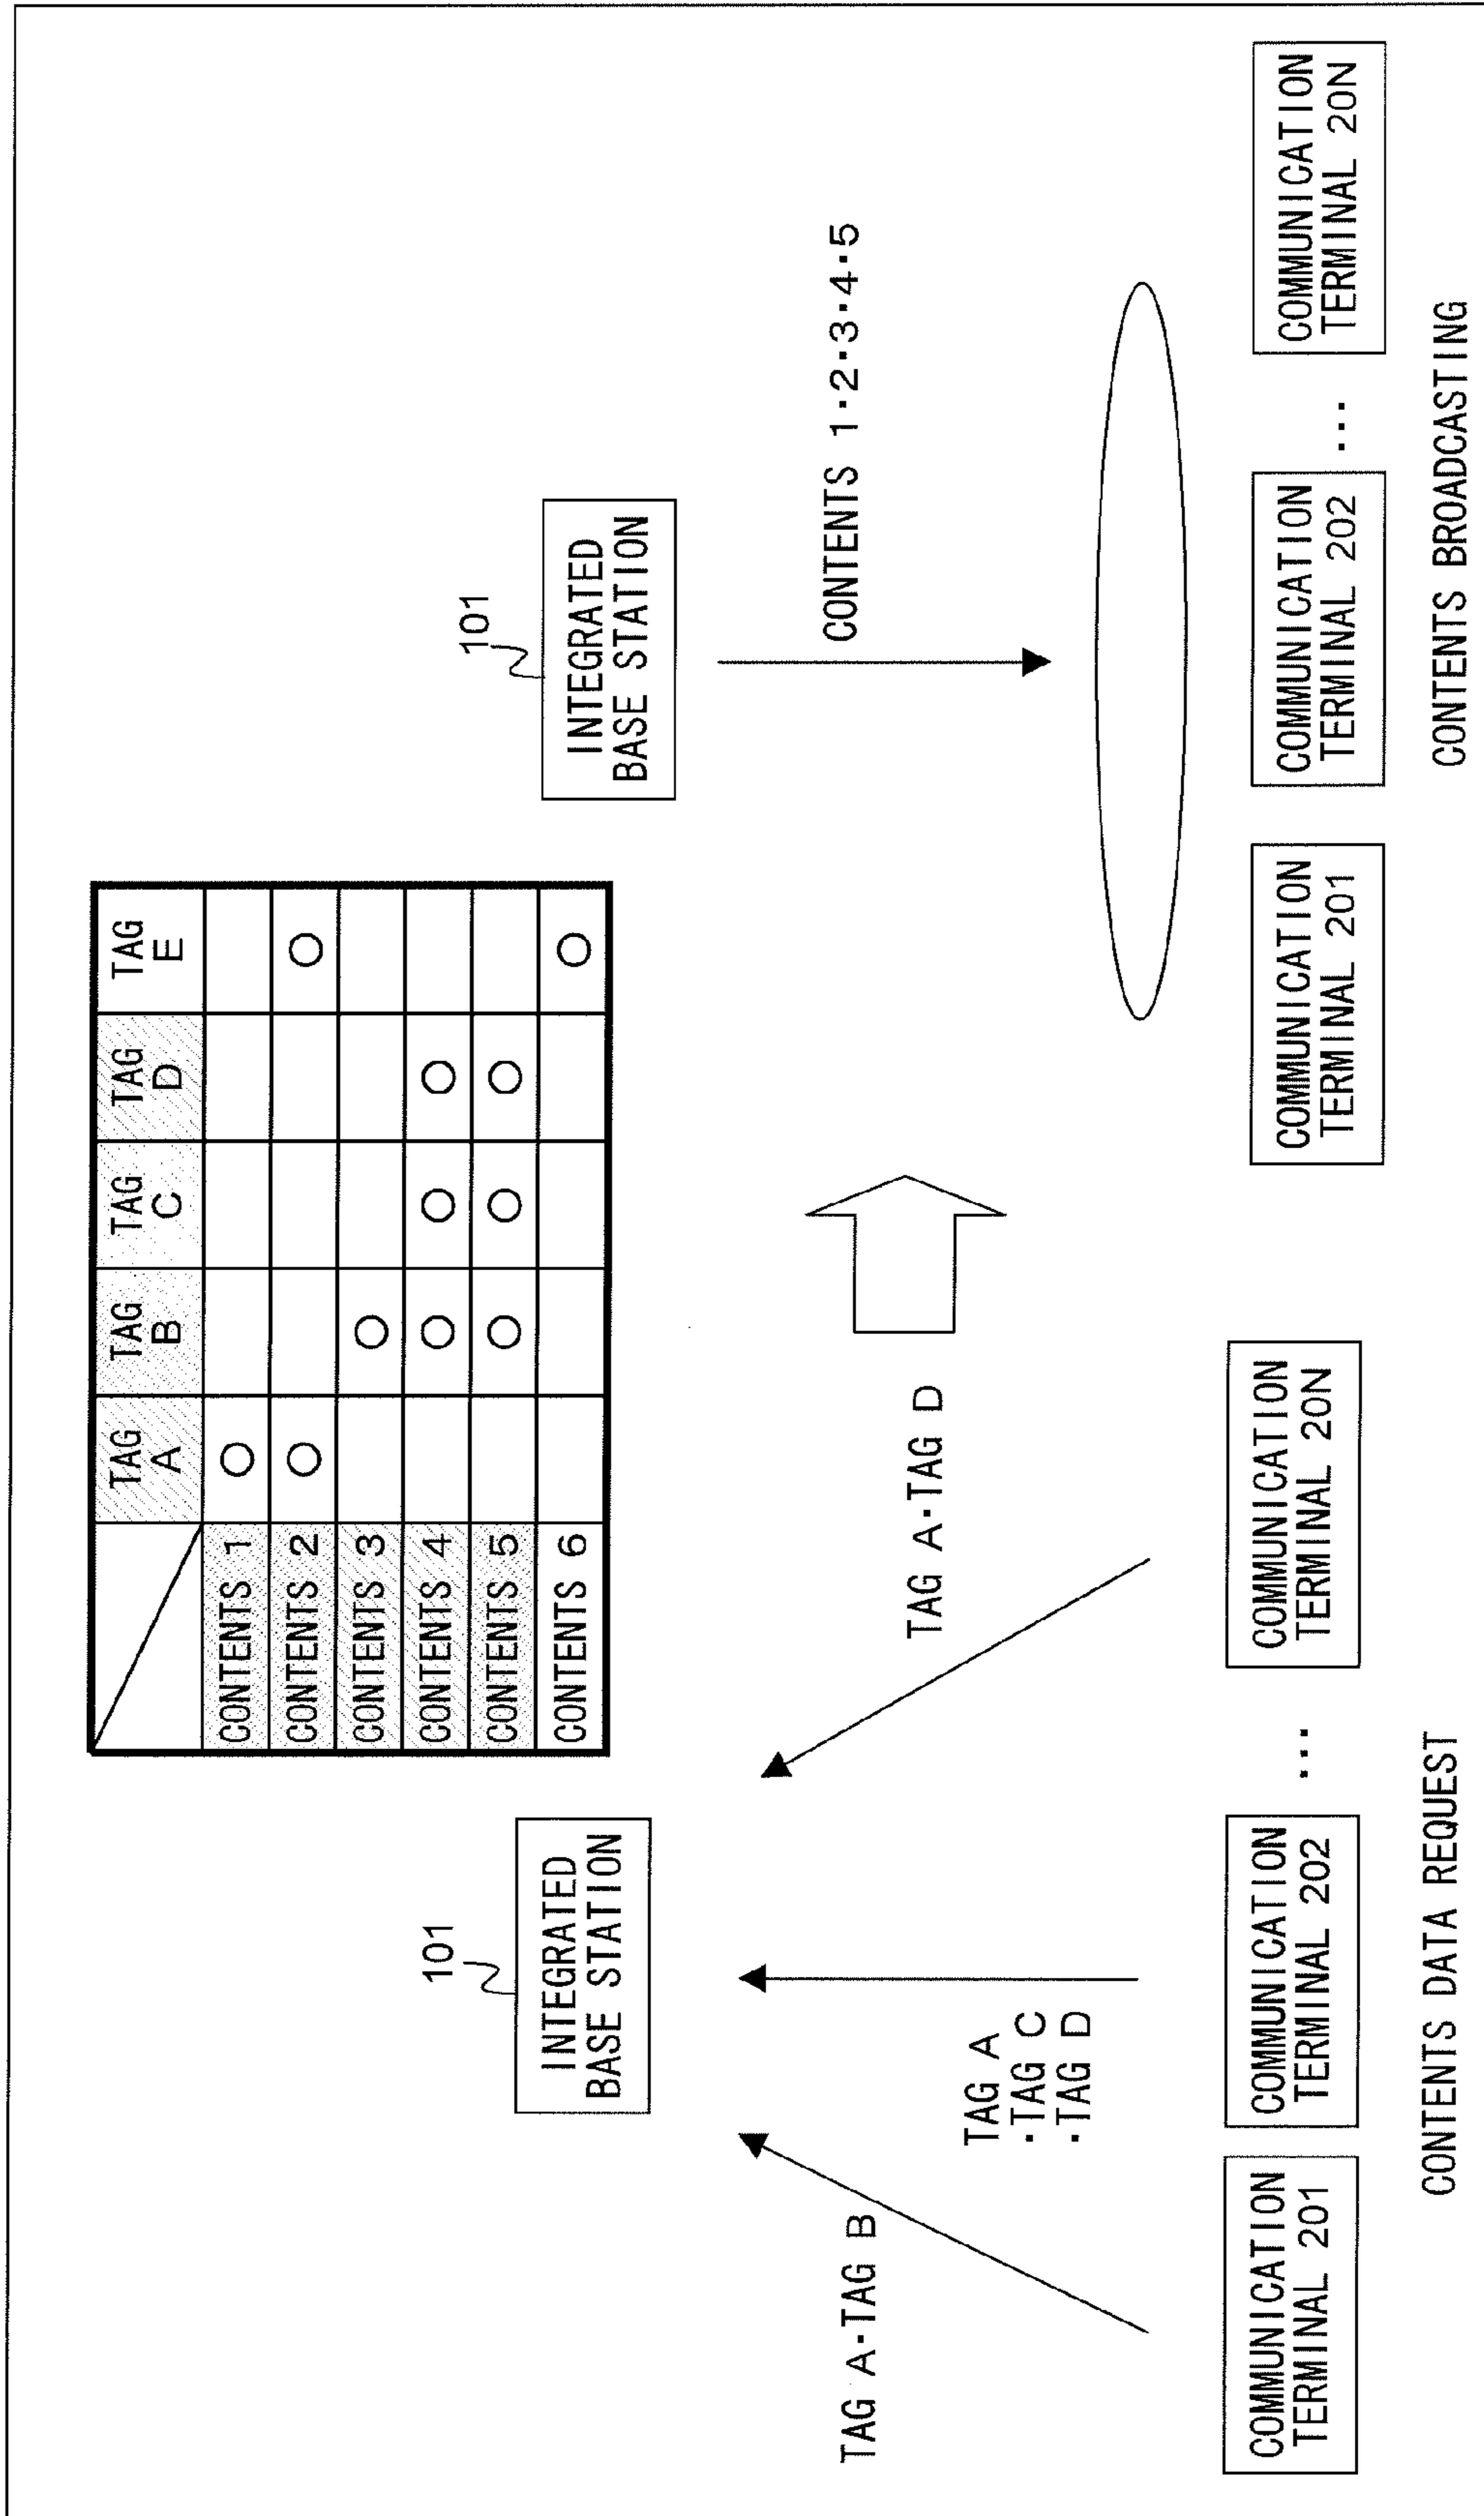 TAG A TAG B TAG C TAG D TAG E
CONTENTS 1
CONTENTS 2
CONTENTS 3
CONTENTS 4
CONTENTS 5
CONTENTS 6
101
INTEGRATED
BASE STATION
TAG A·TAG B
TAG A
·TAG C
·TAG D
TAG A·TAG D
COMMUNICATION
TERMINAL 201
COMMUNICATION
TERMINAL 202
...
COMMUNICATION
TERMINAL 20N
CONTENTS DATA REQUEST
101
INTEGRATED
BASE STATION
CONTENTS 1·2·3·4·5
COMMUNICATION
TERMINAL 201
COMMUNICATION
TERMINAL 202
...
COMMUNICATION
TERMINAL 20N
CONTENTS BROADCASTING